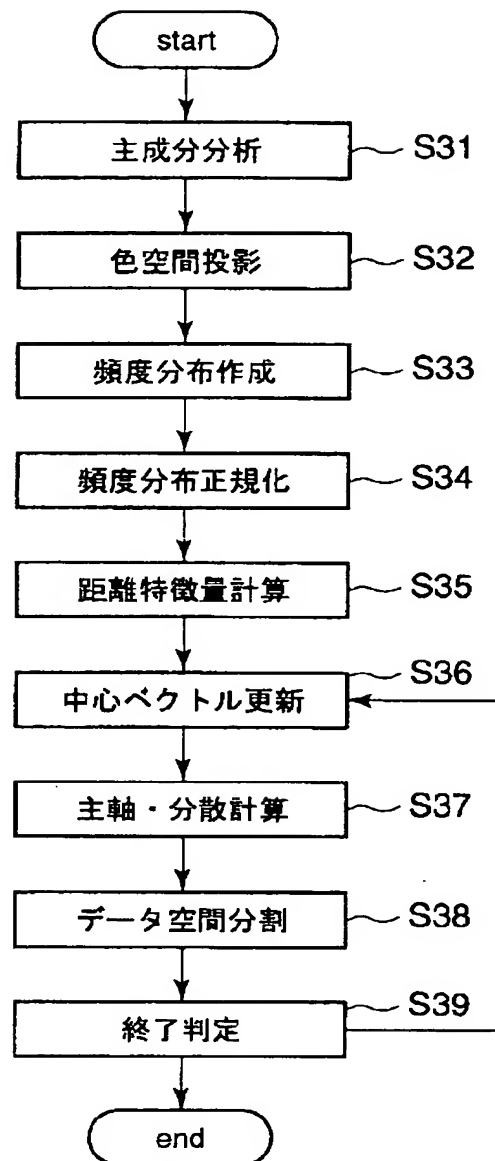 start
主成分分析 S31
色空間投影 S32
頻度分布作成 S33
頻度分布正規化 S34
距離特徴量計算 S35
中心ベクトル更新 S36
主軸・分散計算 S37
データ空間分割 S38
終了判定 S39
end